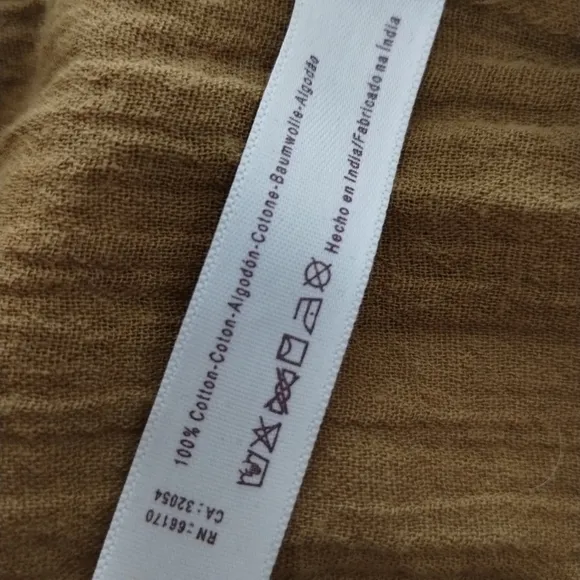 100% Cotton-Coton-Algodón-Cotone-Baumwolle-Algodão
Hecho en India/Fabricado na India
RN : 66170
CA : 32054